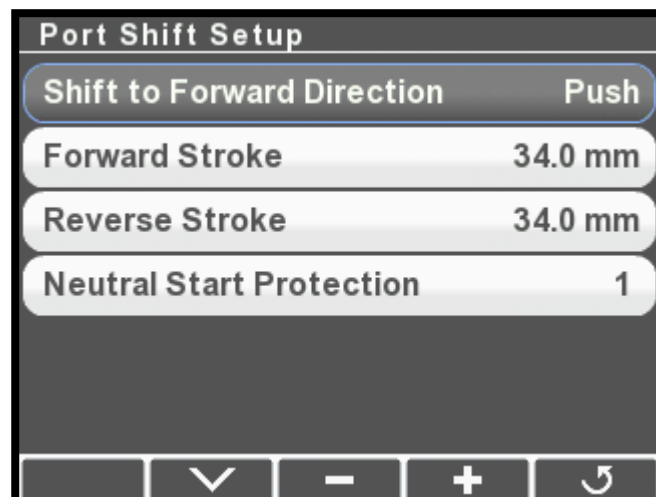 Port Shift Setup
Shift to Forward Direction Push
Forward Stroke 34.0 mm
Reverse Stroke 34.0 mm
Neutral Start Protection 1